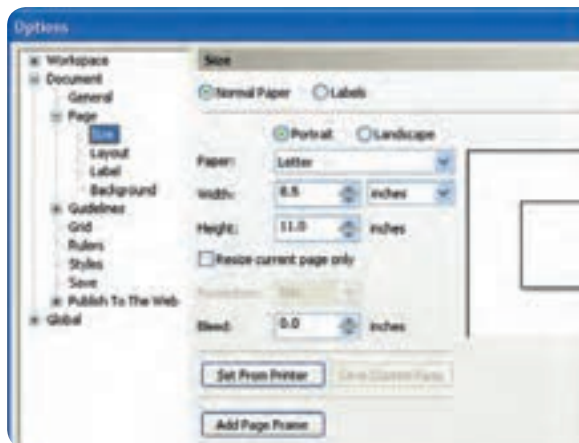 Options
Workspace
Document
General
Page
Size
Layout
Label
Background
Guidelines
Grid
Rulers
Styles
Save
Publish To The Web
Global
Size
Normal Paper Labels
Portrait Landscape
Paper: Letter
Width: 8.5 inches
Height: 11.0 inches
Resize current page only
Bleed: 0.0 inches
Set From Printer
Add Page Frame